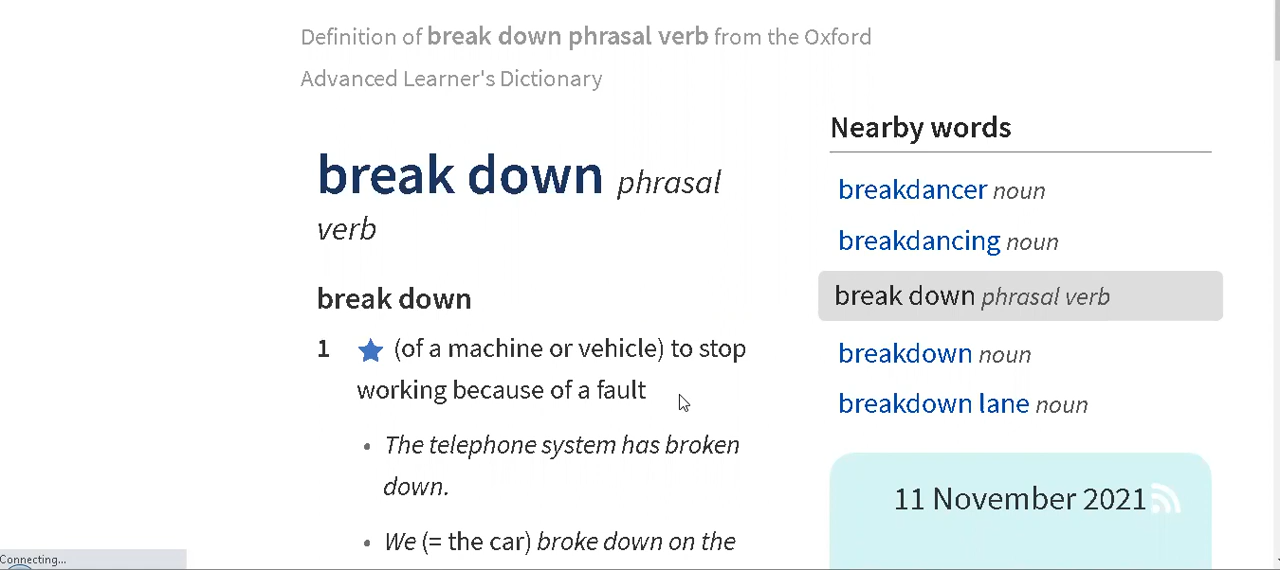 Definition of break down phrasal verb from the Oxford
Advanced Learner's Dictionary
break down phrasal
verb
break down
1 (of a machine or vehicle) to stop
working because of a fault
• The telephone system has broken
down.
• We (= the car) broke down on the
Nearby words
breakdancer noun
breakdancing noun
break down phrasal verb
breakdown noun
breakdown lane noun
11 November 2021
Connecting...